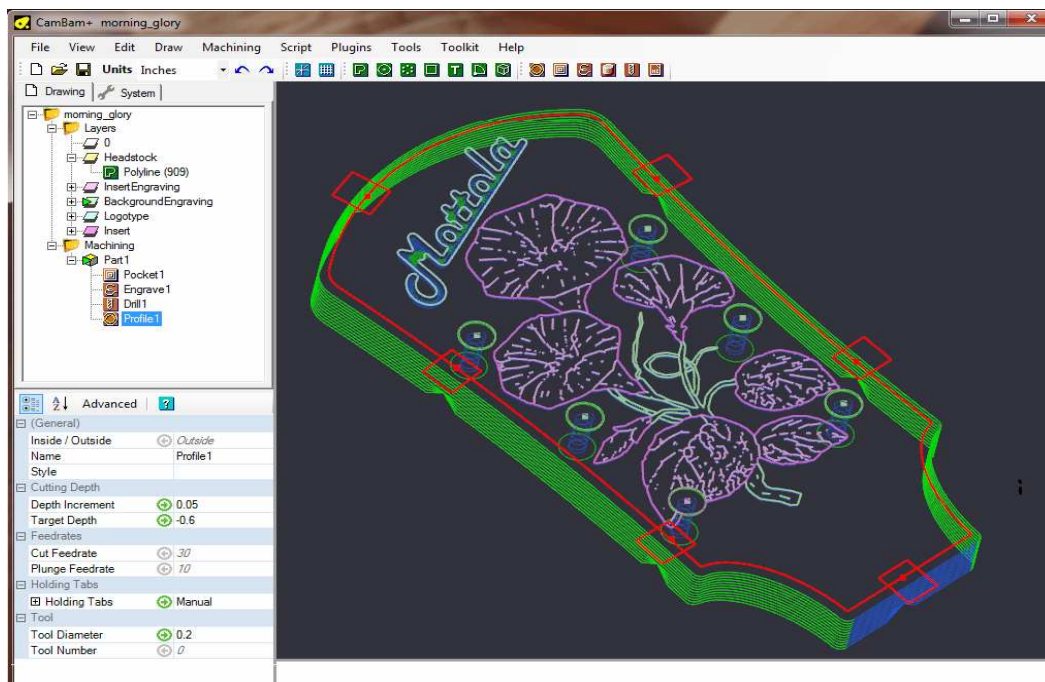 CamBam+ morning_glory
File View Edit Draw Machining Script Plugins Tools Toolkit Help
Units Inches
Drawing System
morning_glory
Layers
0
Headstock
Polyline (909)
InsertEngraving
BackgroundEngraving
Logotype
Insert
Machining
Part1
Pocket1
Engrave1
Drill1
Profile1
Advanced
(General)
Inside / Outside Outside
Name Profile1
Style
Cutting Depth
Depth Increment 0.05
Target Depth -0.6
Feedrates
Cut Feedrate 30
Plunge Feedrate 10
Holding Tabs
Holding Tabs Manual
Tool
Tool Diameter 0.2
Tool Number 0
Mottola